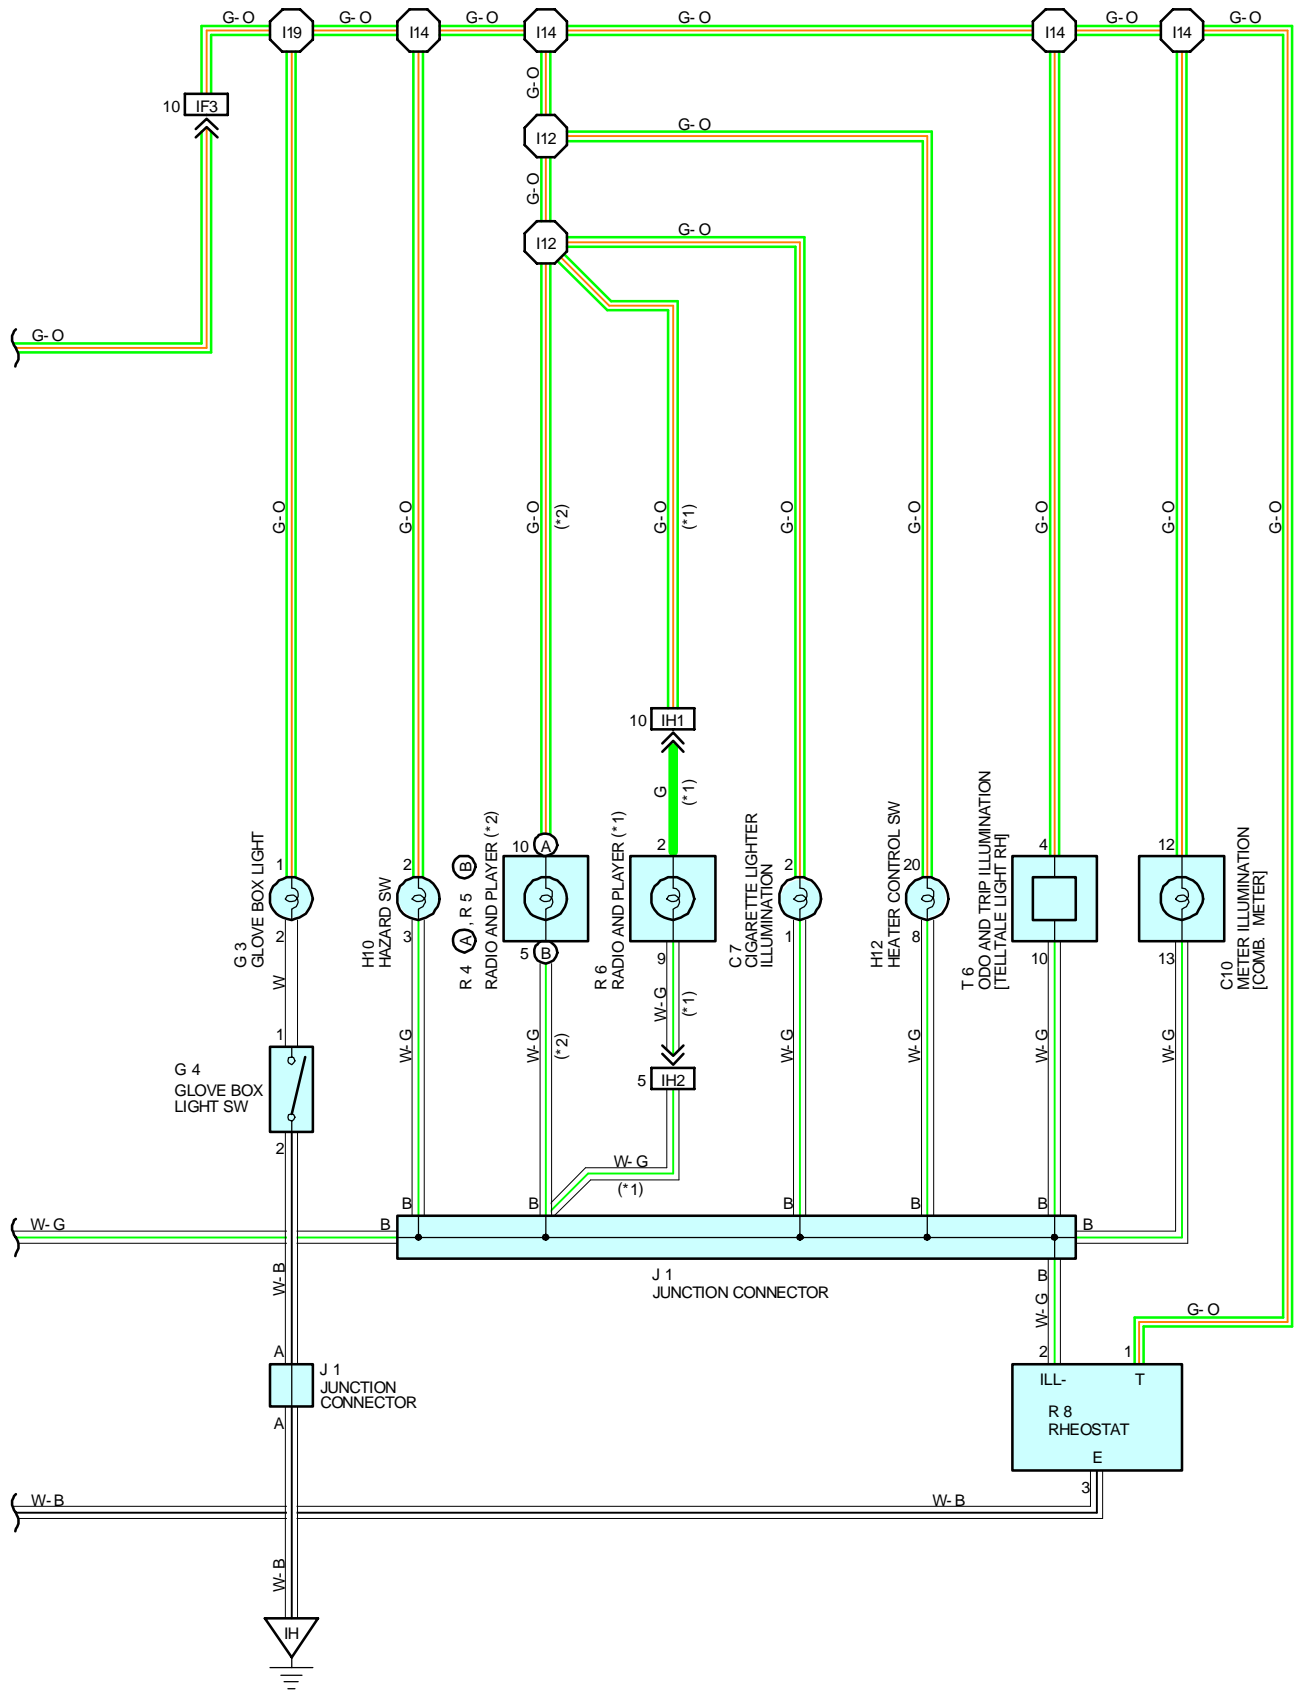 G-O G-O G-O G-O G-O G-O
I19 I14 I14 I14 I14
10 IF3
G-O
I12
G-O
G-O
I12
G-O
G-O
G-O G-O G-O (*2) G-O (*1) G-O G-O G-O G-O G-O
10 IH1
G (*1)
1 2 10 A 2 2 20 4 12
G 3
GLOVE BOX LIGHT
H10
HAZARD SW
R 4 A , R 5 B
RADIO AND PLAYER (*2)
R 6
RADIO AND PLAYER (*1)
C 7
CIGARETTE LIGHTER
ILLUMINATION
H12
HEATER CONTROL SW
T 6
ODO AND TRIP ILLUMINATION
[TELLTALE LIGHT RH]
C10
METER ILLUMINATION
[COMB. METER]
2 3 5 B 9 1 8 10 13
W
W-G (*1)
1
W-G W-G (*2) W-G W-G W-G W-G
G 4
GLOVE BOX
LIGHT SW
5 IH2
2
W-G
(*1)
B B B B B
W-G B B
J 1
JUNCTION CONNECTOR
W-B
B
W-G
G-O
A
2 1
J 1
JUNCTION
CONNECTOR
A
ILL- T
R 8
RHEOSTAT
E
3
W-B W-B
W-B
IH